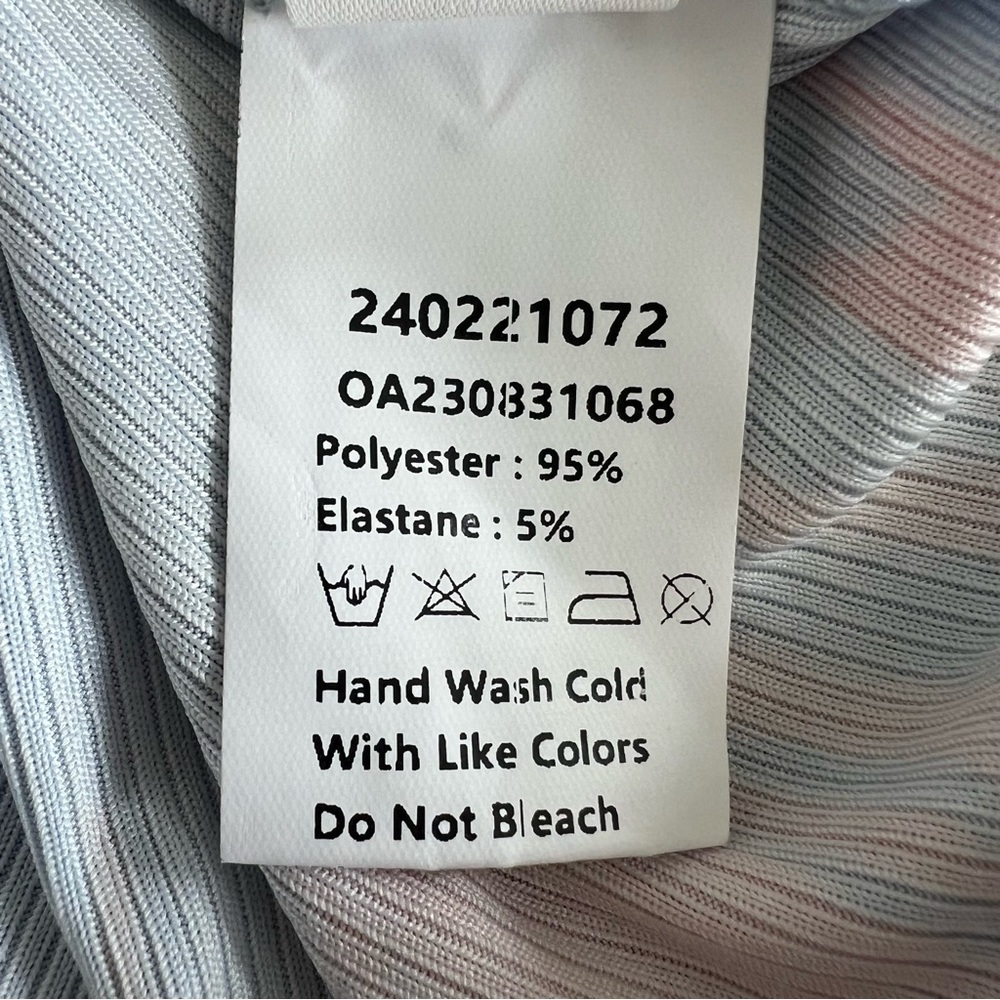 240221072
OA230831068
Polyester : 95%
Elastane : 5%
Hand Wash Cold
With Like Colors
Do Not Bleach